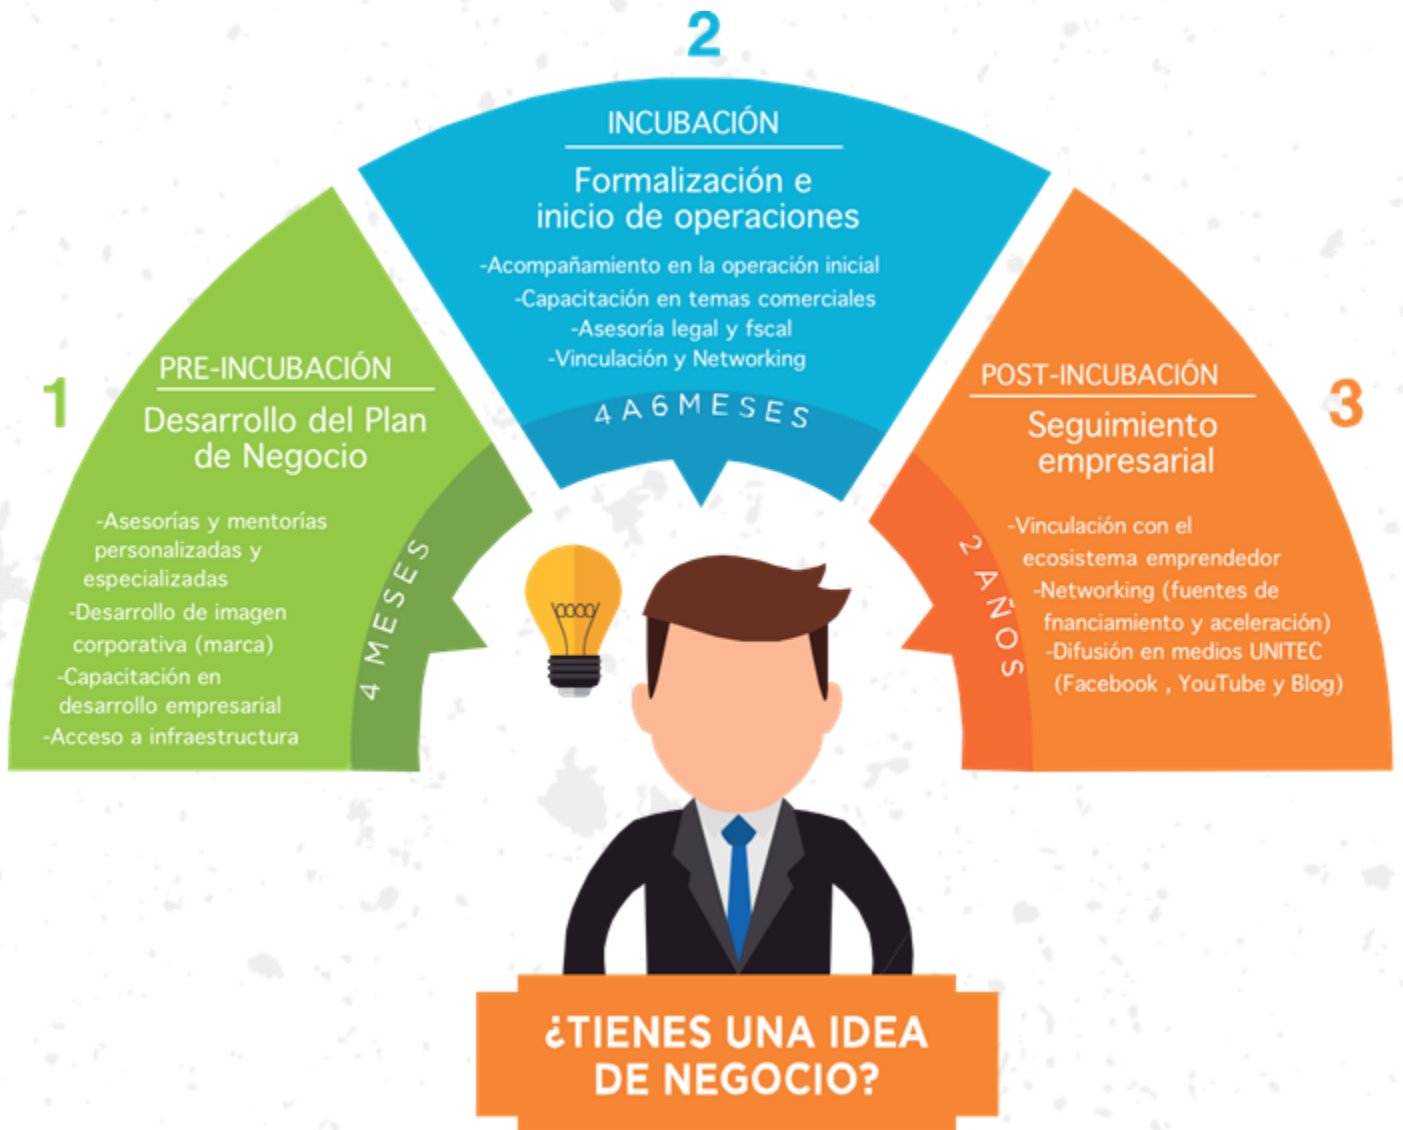 1
PRE-INCUBACIÓN
Desarrollo del Plan
de Negocio
-Asesorías y mentorías
personalizadas y
especializadas
-Desarrollo de imagen
corporativa (marca)
-Capacitación en
desarrollo empresarial
-Acceso a infraestructura
4 MESES
2
INCUBACIÓN
Formalización e
inicio de operaciones
-Acompañamiento en la operación inicial
-Capacitación en temas comerciales
-Asesoría legal y fscal
-Vinculación y Networking
4 A 6 MESES
3
POST-INCUBACIÓN
Seguimiento
empresarial
-Vinculación con el
ecosistema emprendedor
-Networking (fuentes de
fnanciamiento y aceleración)
-Difusión en medios UNITEC
(Facebook , YouTube y Blog)
2 AÑOS
¿TIENES UNA IDEA
DE NEGOCIO?